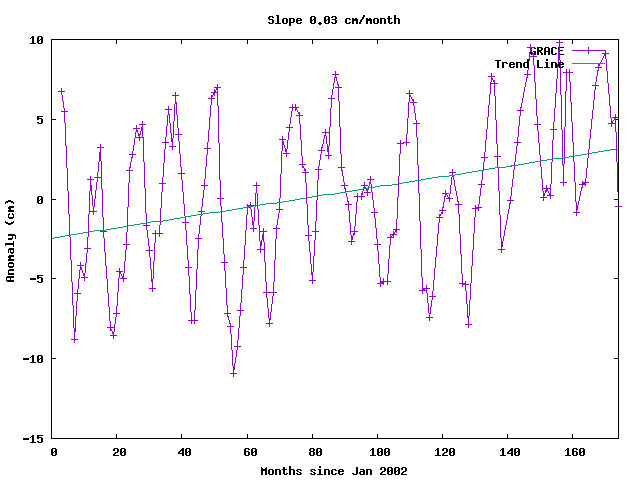 Slope 0.03 cm/month
GRACE
Trend Line
10
5
0
-5
-10
-15
Anomaly (cm)
0 20 40 60 80 100 120 140 160
Months since Jan 2002